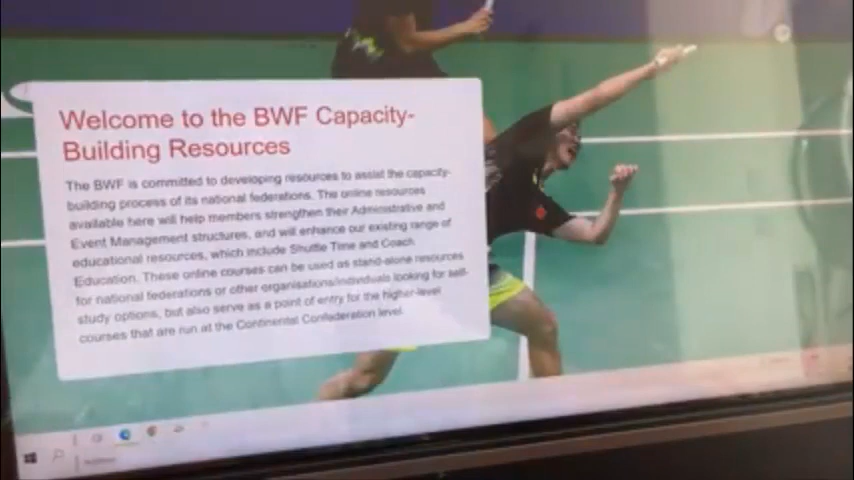 Welcome to the BWF Capacity-
Building Resources
The BWF is committed to developing resources to assist the capacity-
building process of its national federations. The online resources
available here will help members strengthen their Administrative and
Event Management structures, and will enhance our existing range of
educational resources, which include Shuttle Time and Coach
Education. These online courses can be used as stand-alone resources
for national federations or other organisations/individuals looking for self-
study options, but also serve as a point of entry for the higher-level
courses that are run at the Continental Confederation level.